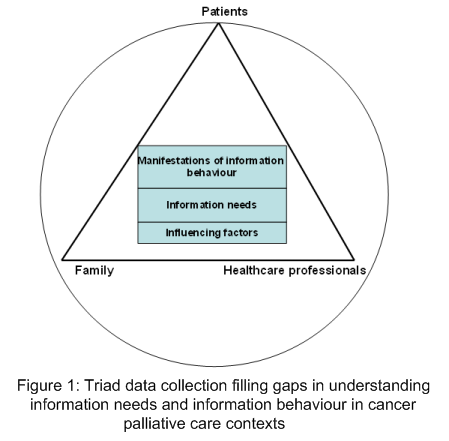 Patients
Manifestations of information
behaviour
Information needs
Influencing factors
Family
Healthcare professionals
Figure 1: Triad data collection filling gaps in understanding
information needs and information behaviour in cancer
palliative care contexts